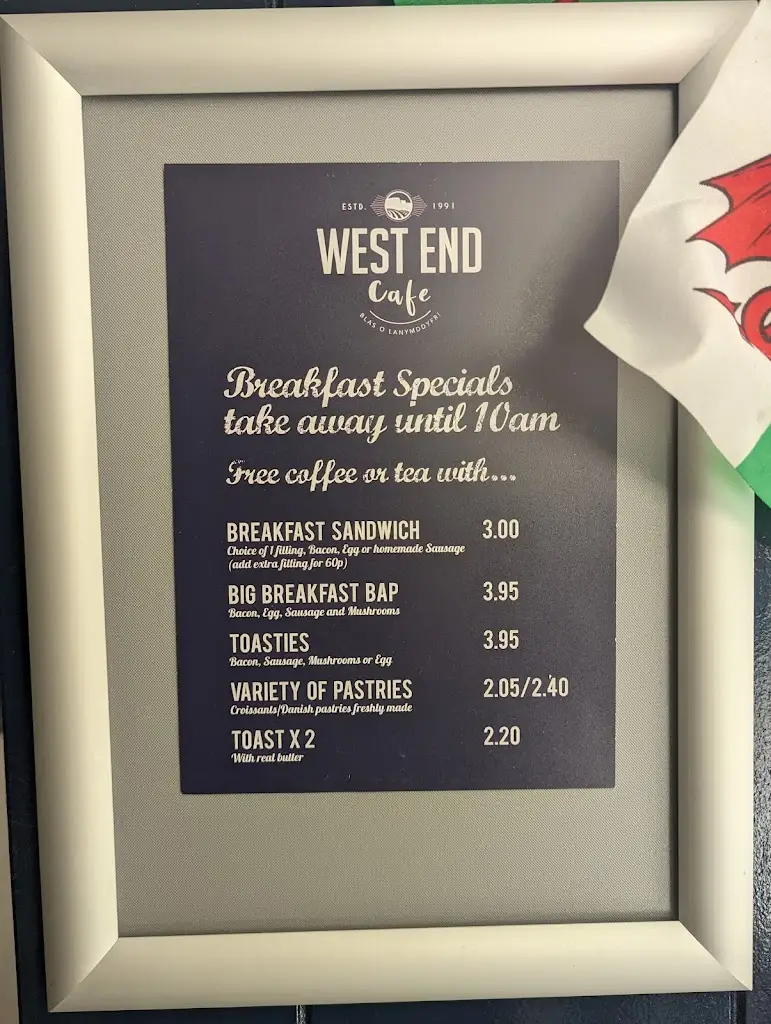 ESTD. 1991
WEST END
Cafe
BLAS O LANYMDDYFRI
Breakfast Specials
take away until 10am
Free coffee or tea with...
BREAKFAST SANDWICH 3.00
Choice of 1 filling, Bacon, Egg or homemade Sausage
(add extra filling for 60p)
BIG BREAKFAST BAP 3.95
Bacon, Egg, Sausage and Mushrooms
TOASTIES 3.95
Bacon, Sausage, Mushrooms or Egg
VARIETY OF PASTRIES 2.05/2.40
Croissants/Danish pastries freshly made
TOAST X 2 2.20
With real butter